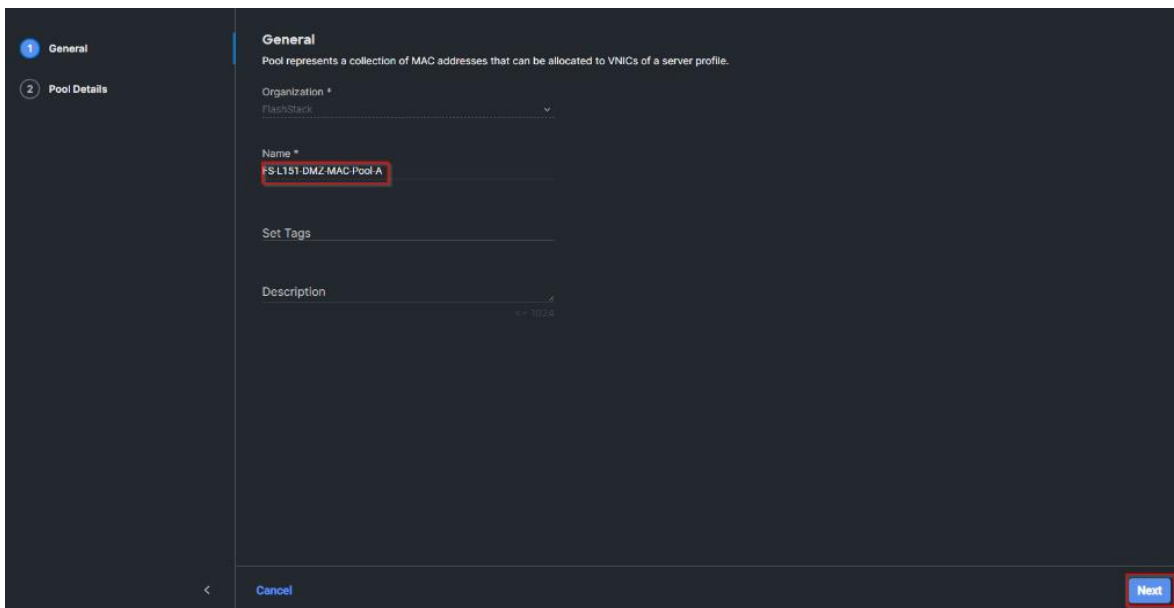 1 General
2 Pool Details
General
Pool represents a collection of MAC addresses that can be allocated to VNICs of a server profile.
Organization *
FlashStack
Name *
FS-L151-DMZ-MAC-Pool-A
Set Tags
Description
<= 1024
< Cancel
Next